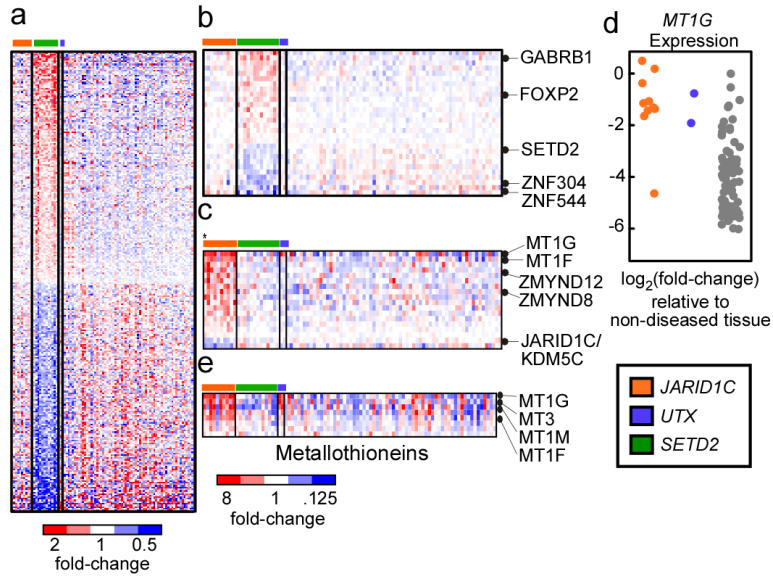 a
b
GABRB1
FOXP2
SETD2
ZNF304
ZNF544
c
*
MT1G
MT1F
ZMYND12
ZMYND8
JARID1C/
KDM5C
e
MT1G
MT3
MT1M
MT1F
Metallothioneins
8 1 .125
fold-change
2 1 0.5
fold-change
d
MT1G
Expression
0
-2
-4
-6
log2(fold-change)
relative to
non-diseased tissue
JARID1C
UTX
SETD2